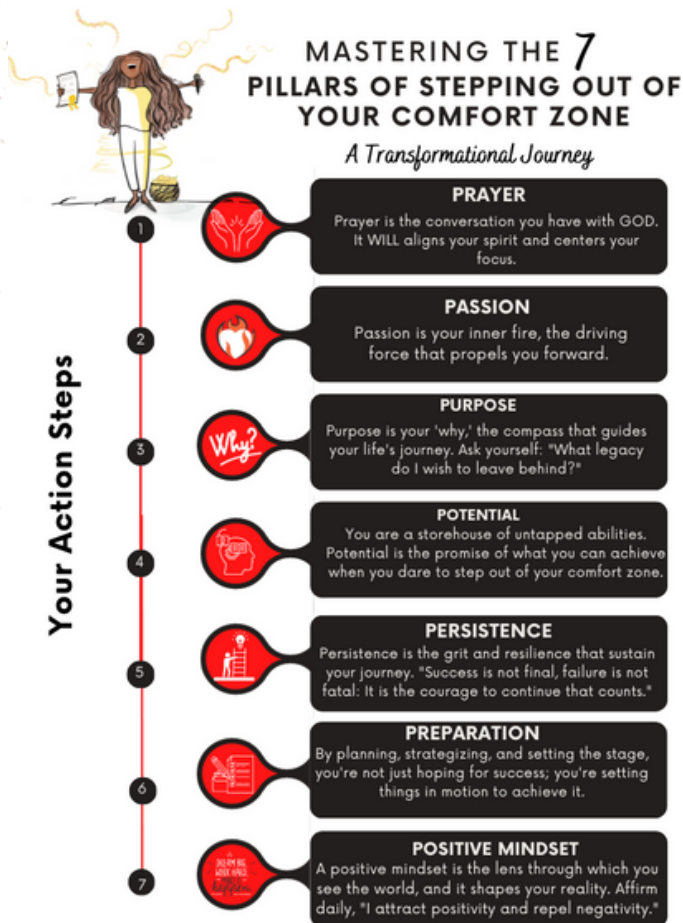 MASTERING THE 7
PILLARS OF STEPPING OUT OF
YOUR COMFORT ZONE
A Transformational Journey
Your Action Steps
1
PRAYER
Prayer is the conversation you have with GOD.
It WILL aligns your spirit and centers your
focus.
2
PASSION
Passion is your inner fire, the driving
force that propels you forward.
3
Why?
PURPOSE
Purpose is your 'why,' the compass that guides
your life's journey. Ask yourself: "What legacy
do I wish to leave behind?"
4
POTENTIAL
You are a storehouse of untapped abilities.
Potential is the promise of what you can achieve
when you dare to step out of your comfort zone.
5
PERSISTENCE
Persistence is the grit and resilience that sustain
your journey. "Success is not final, failure is not
fatal: It is the courage to continue that counts."
6
PREPARATION
By planning, strategizing, and setting the stage,
you're not just hoping for success; you're setting
things in motion to achieve it.
7
DREAM BIG
WORK HARD
happen
POSITIVE MINDSET
A positive mindset is the lens through which you
see the world, and it shapes your reality. Affirm
daily, "I attract positivity and repel negativity."